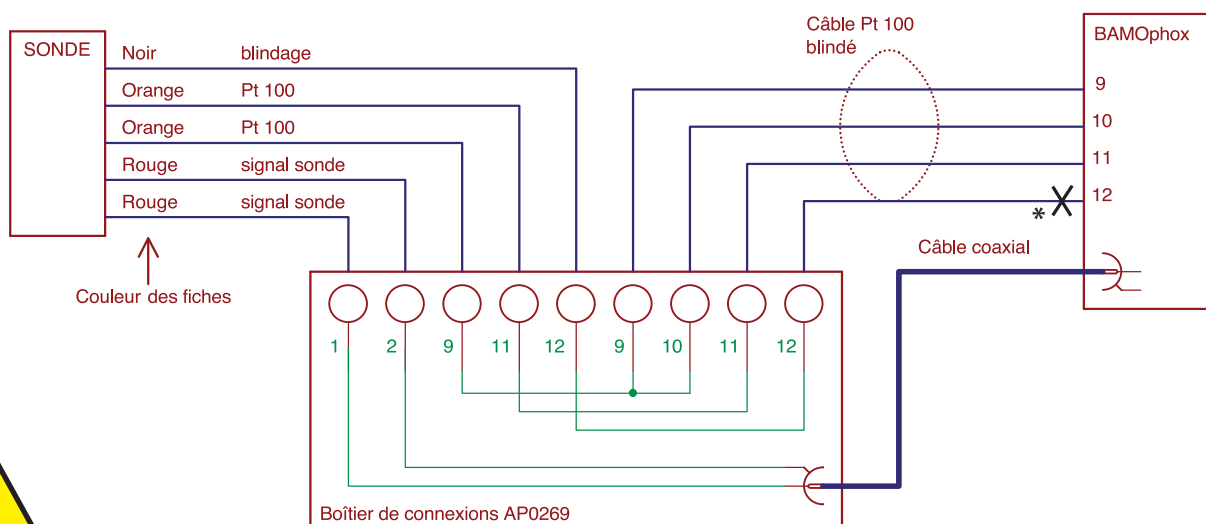 SONDE
Noir blindage
Orange Pt 100
Orange Pt 100
Rouge signal sonde
Rouge signal sonde
Couleur des fiches
Câble Pt 100
blindé
BAMOphox
9
10
11
12
*
Câble coaxial
1 2 9 11 12 9 10 11 12
Boîtier de connexions AP0269